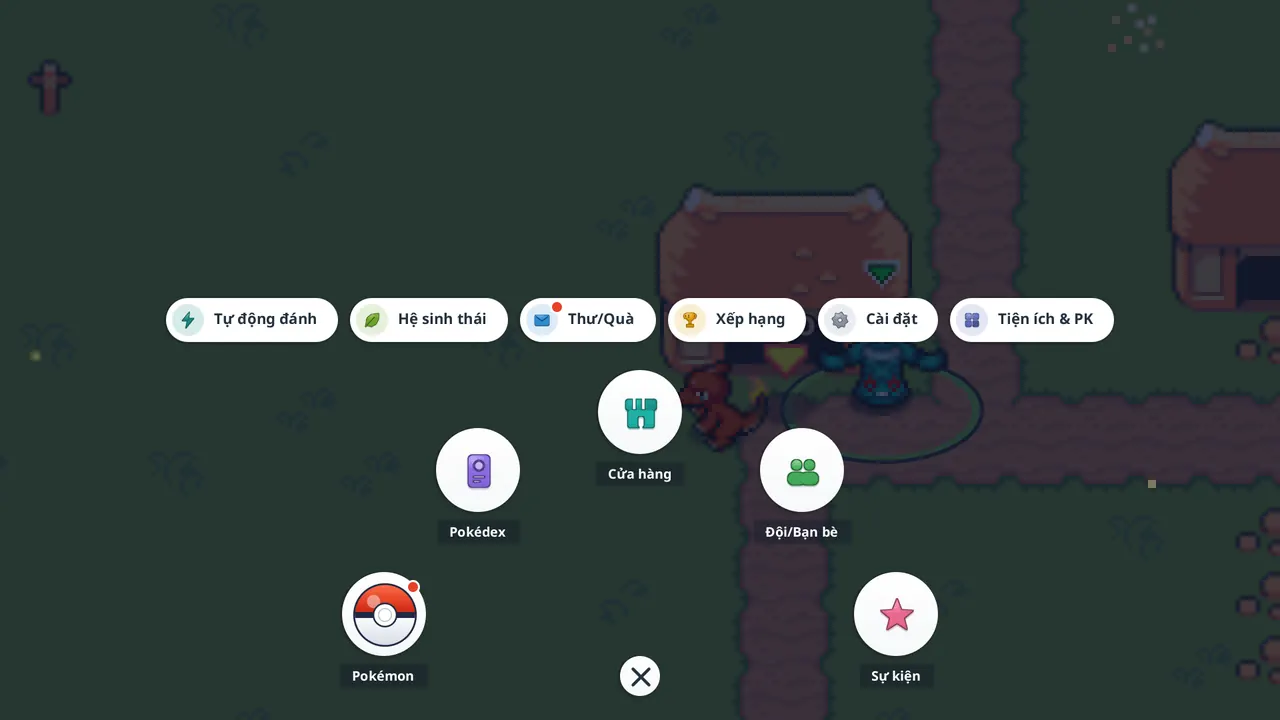 Tự động đánh
Hệ sinh thái
Thư/Quà
Xếp hạng
Cài đặt
Tiện ích & PK
Cửa hàng
Pokédex
Đội/Bạn bè
Pokémon
Sự kiện